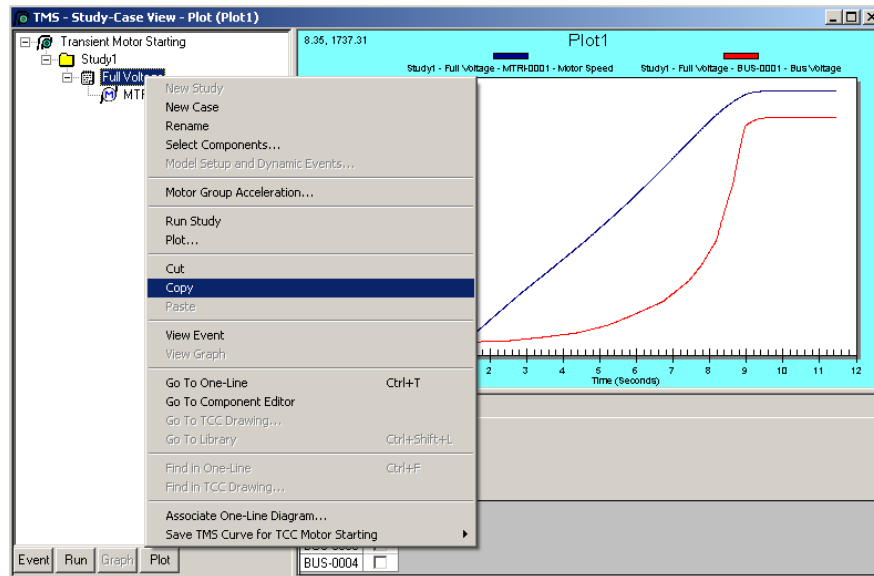 TMS - Study-Case View - Plot (Plot1)
Transient Motor Starting
Study1
Full Voltage
MTR
New Study
New Case
Rename
Select Components...
Model Setup and Dynamic Events...
Motor Group Acceleration...
Run Study
Plot...
Cut
Copy
Paste
View Event
View Graph
Go To One-Line Ctrl+T
Go To Component Editor
Go To TCC Drawing...
Go To Library Ctrl+Shift+L
Find in One-Line Ctrl+F
Find in TCC Drawing...
Associate One-Line Diagram...
Save TMS Curve for TCC Motor Starting
8.35, 1737.31
Plot1
Study1 - Full Voltage - MTRI-0001 - Motor Speed Study1 - Full Voltage - BUS-0001 - Bus Voltage
2 3 4 5 6 7 8 9 10 11 12
Time (Seconds)
BUS-0004
Event Run Graph Plot